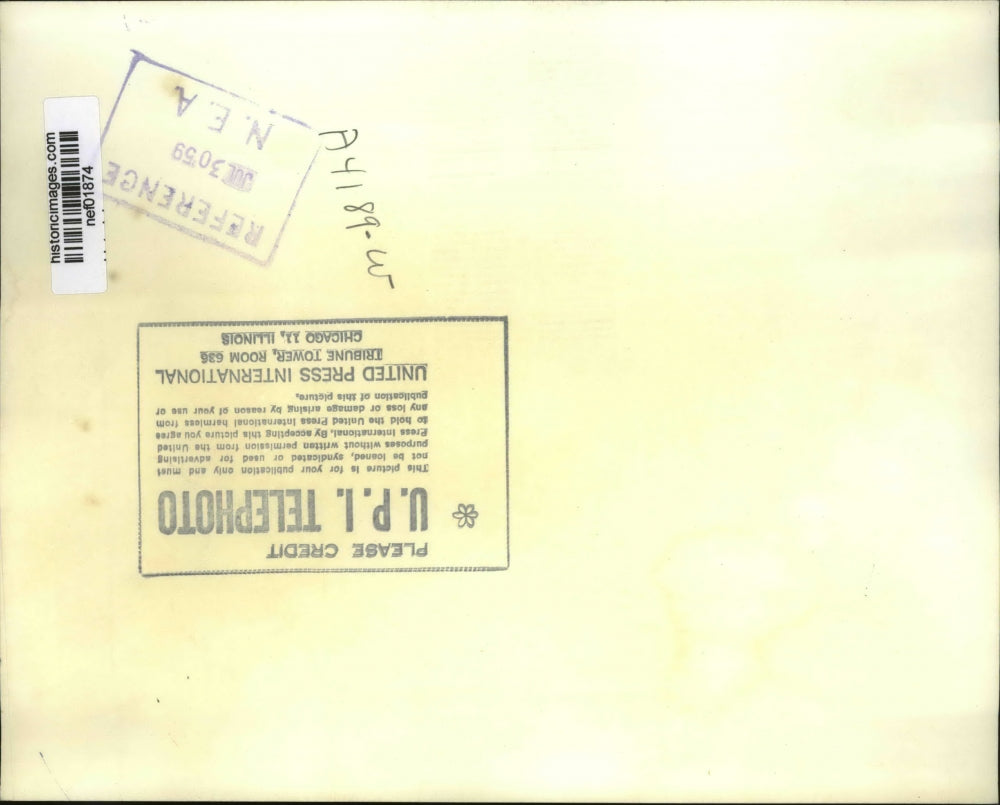 historicimages.com
nef01874
N.E.A
JUL 30 59
REFERENCE
A4189-W
PLEASE CREDIT
U.P.I. TELEPHOTO
This picture is for your publication only and must
not be loaned, syndicated or used for advertising
purposes without written permission from the United
Press International. By accepting this picture you agree
to hold the United Press International harmless from
any loss or damage arising by reason of your use or
publication of this picture.
UNITED PRESS INTERNATIONAL
TRIBUNE TOWER, ROOM 636
CHICAGO 11, ILLINOIS